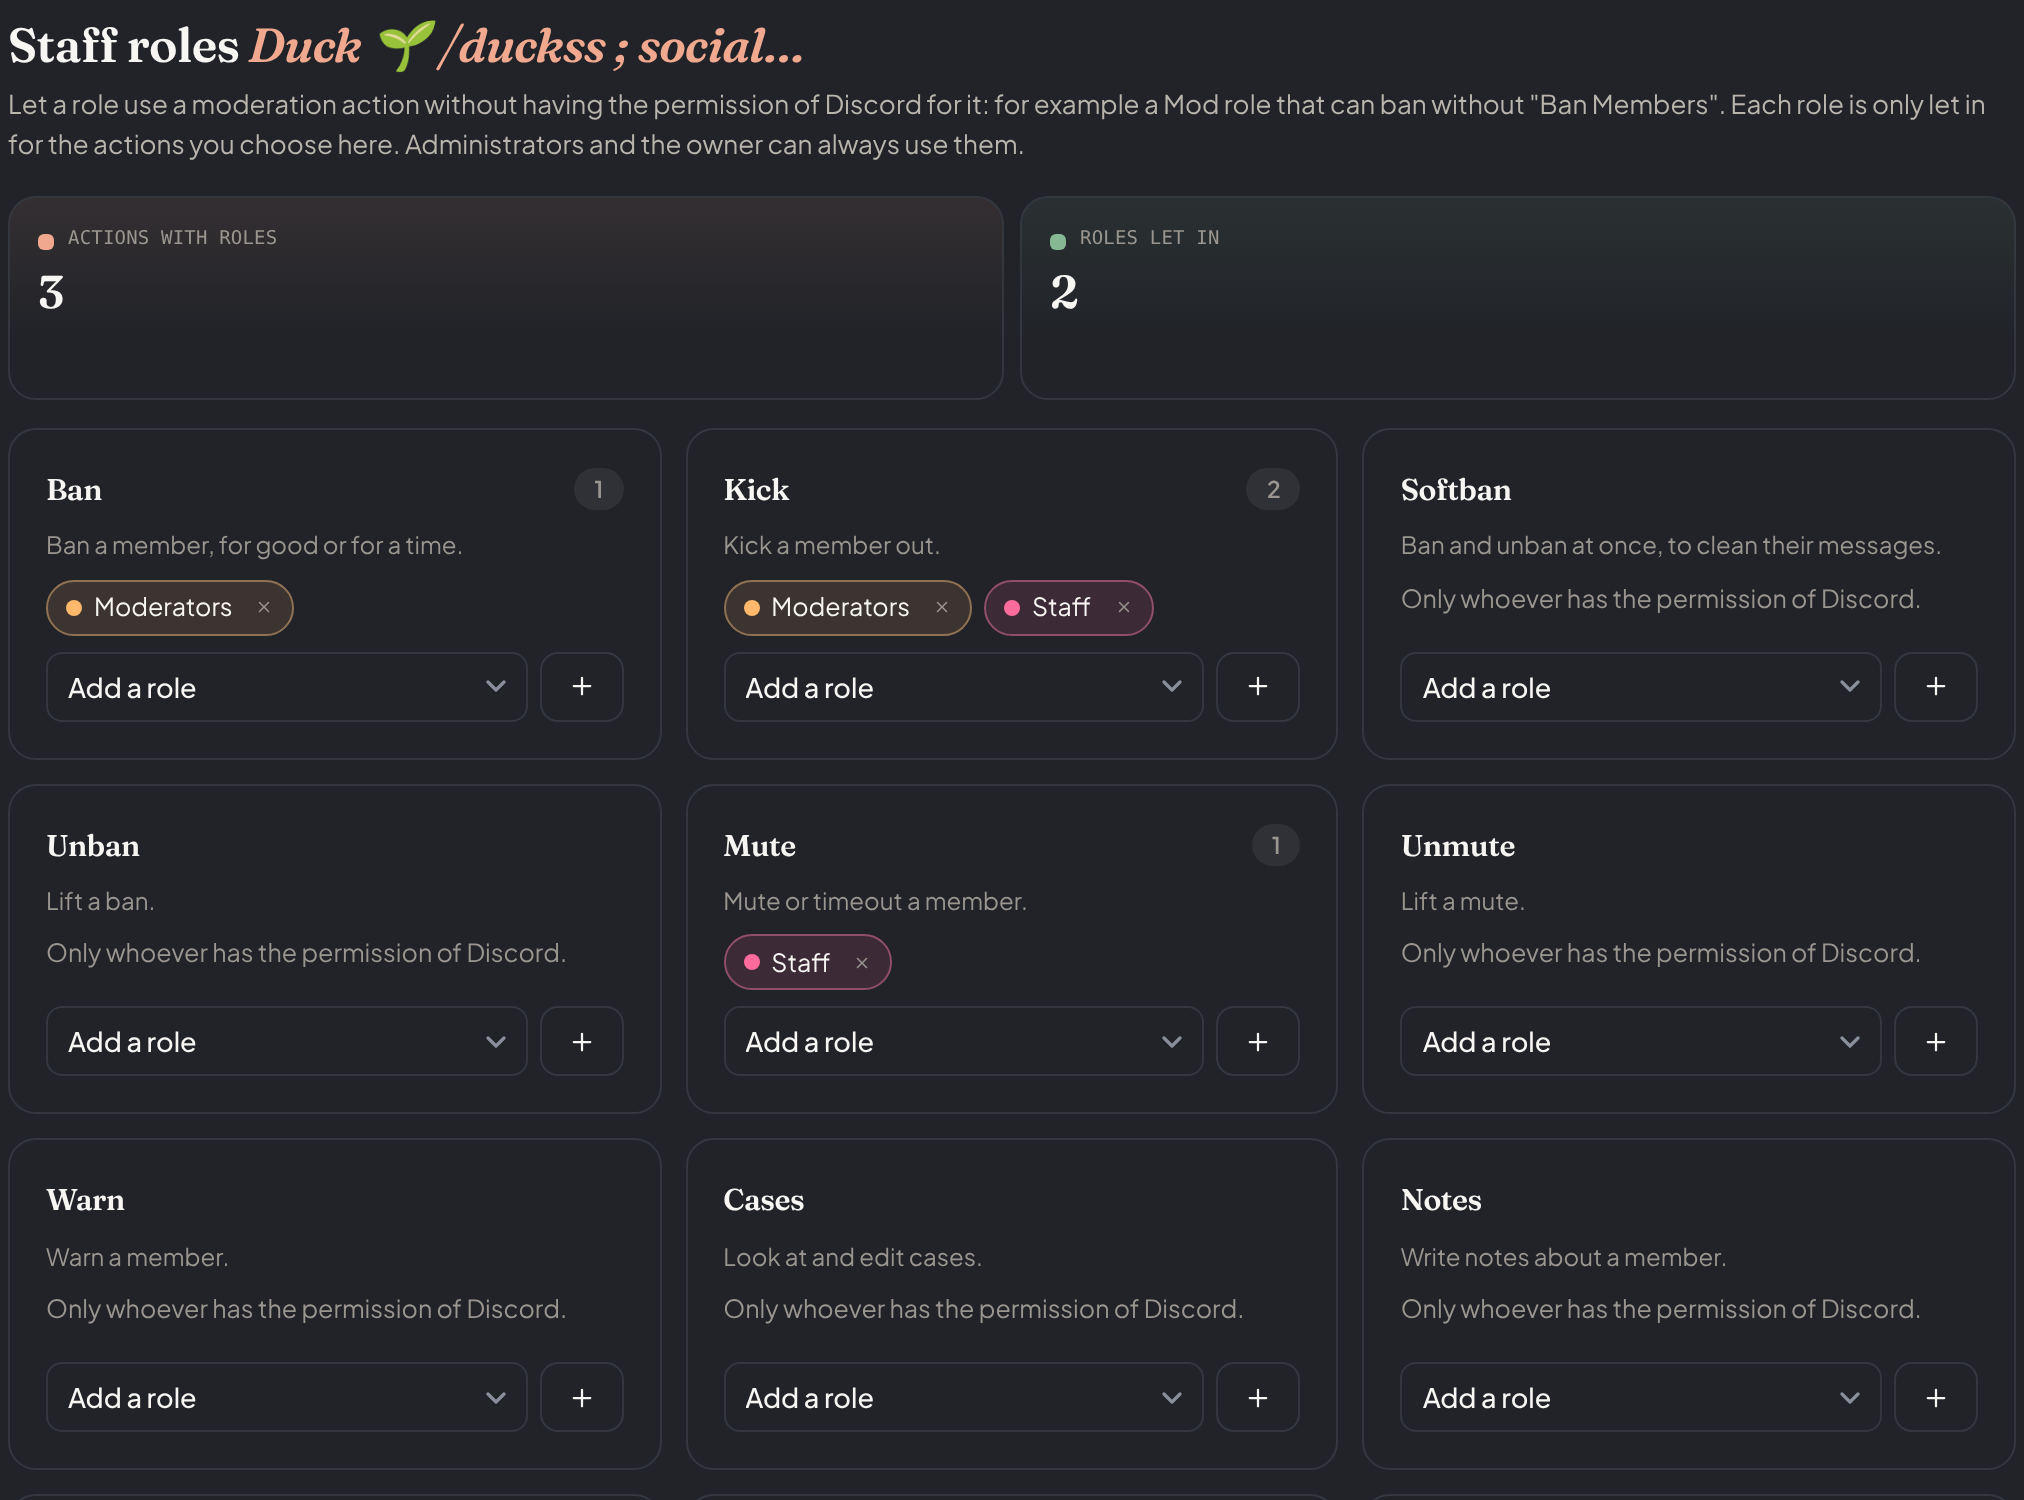 Staff roles Duck 🌱/duckss ; social...
Let a role use a moderation action without having the permission of Discord for it: for example a Mod role that can ban without "Ban Members". Each role is only let in
for the actions you choose here. Administrators and the owner can always use them.
ACTIONS WITH ROLES
3
ROLES LET IN
2
Ban
1
Ban a member, for good or for a time.
Moderators ×
Add a role
+
Kick
2
Kick a member out.
Moderators × Staff ×
Add a role
+
Softban
Ban and unban at once, to clean their messages.
Only whoever has the permission of Discord.
Add a role
+
Unban
Lift a ban.
Only whoever has the permission of Discord.
Add a role
+
Mute
1
Mute or timeout a member.
Staff ×
Add a role
+
Unmute
Lift a mute.
Only whoever has the permission of Discord.
Add a role
+
Warn
Warn a member.
Only whoever has the permission of Discord.
Add a role
+
Cases
Look at and edit cases.
Only whoever has the permission of Discord.
Add a role
+
Notes
Write notes about a member.
Only whoever has the permission of Discord.
Add a role
+